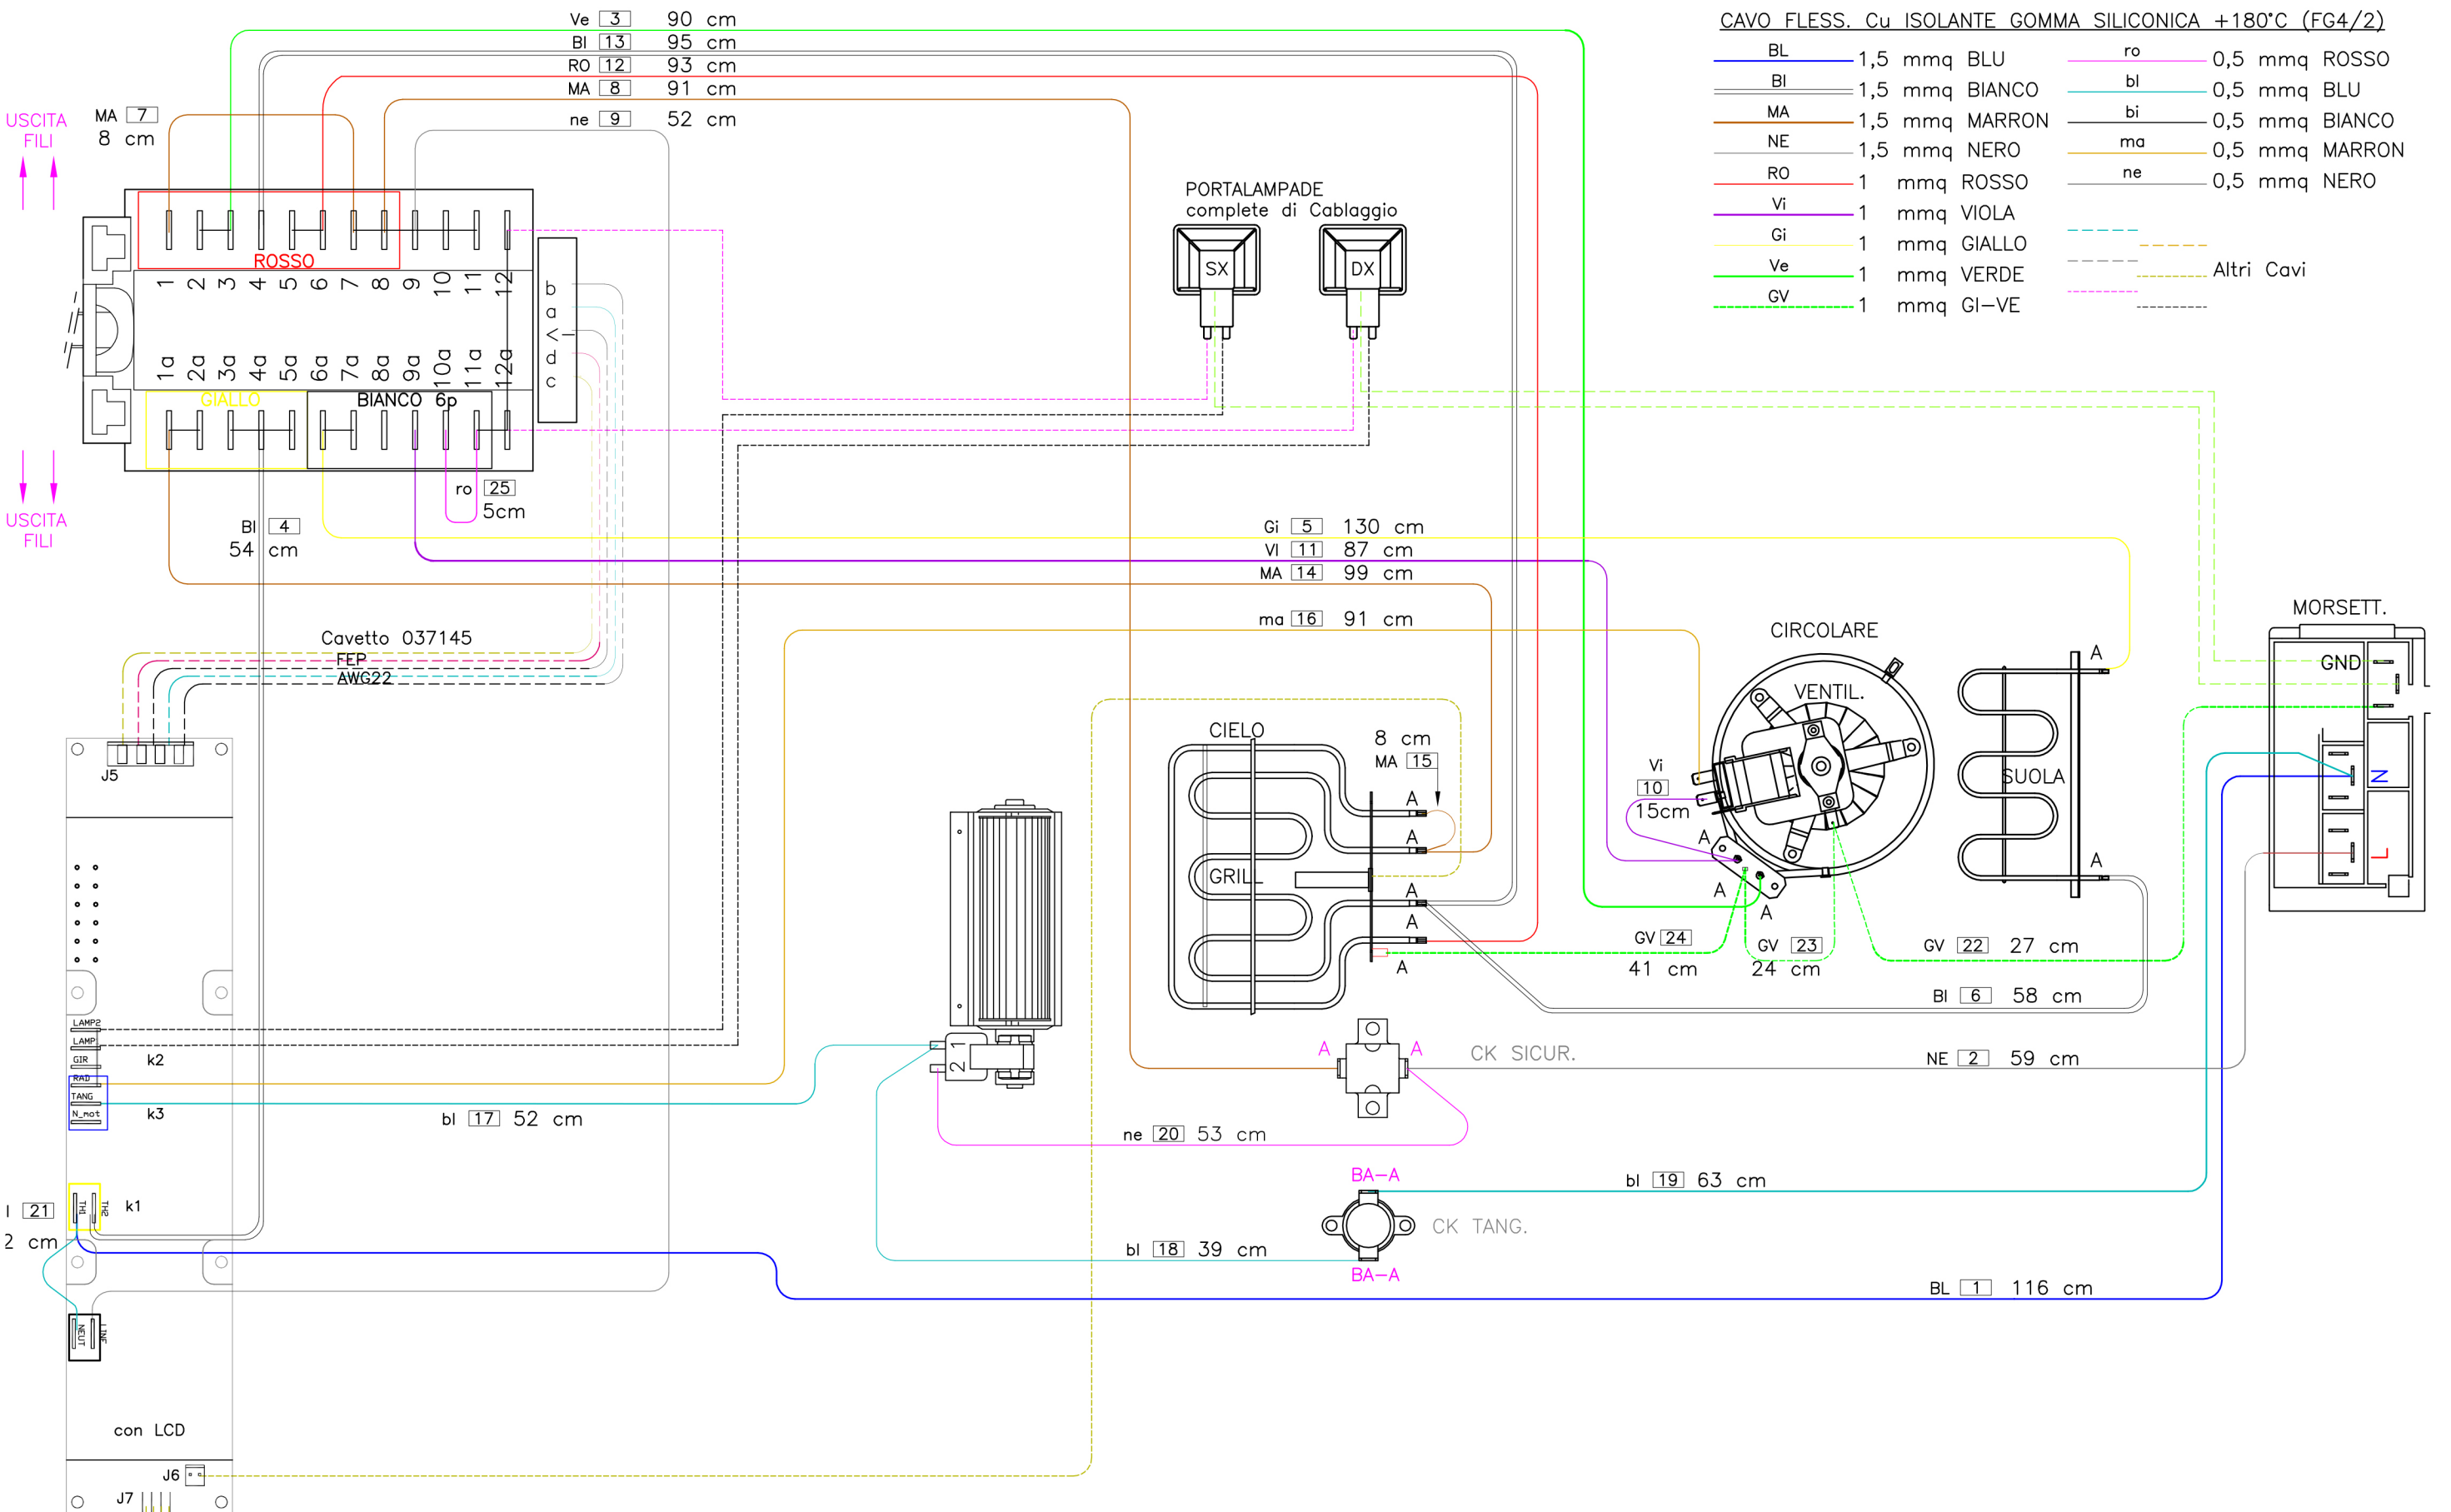 Ve 3 90 cm
BI 13 95 cm
RO 12 93 cm
MA 8 91 cm
ne 9 52 cm
MA 7
8 cm
USCITA
FILI
CAVO FLESS. Cu ISOLANTE GOMMA SILICONICA +180°C (FG4/2)
BL 1,5 mmq BLU
BI 1,5 mmq BIANCO
MA 1,5 mmq MARRON
NE 1,5 mmq NERO
RO 1 mmq ROSSO
Vi 1 mmq VIOLA
Gi 1 mmq GIALLO
Ve 1 mmq VERDE
GV 1 mmq GI-VE
ro 0,5 mmq ROSSO
bl 0,5 mmq BLU
bi 0,5 mmq BIANCO
ma 0,5 mmq MARRON
ne 0,5 mmq NERO
Altri Cavi
PORTALAMPADE
complete di Cablaggio
SX
DX
ROSSO
1 2 3 4 5 6 7 8 9 10 11 12
b
a
<-
d
c
1a 2a 3a 4a 5a 6a 7a 8a 9a 10a 11a 12a
GIALLO
BIANCO 6p
USCITA
FILI
ro 25
5cm
BI 4
54 cm
Gi 5 130 cm
VI 11 87 cm
MA 14 99 cm
ma 16 91 cm
Cavetto 037145
FEP
AWG22
J5
CIRCOLARE
VENTIL.
MORSETT.
GND
N
L
A
SUOLA
A
CIELO
GRILL
8 cm
MA 15
A
A
A
A
A
Vi
10
15cm
A
A
A
GV 24
41 cm
GV 23
24 cm
GV 22 27 cm
BI 6 58 cm
2 1
LAMP2
LAMP
GIR
RAD
TANG
N_mot
k2
k3
bl 17 52 cm
A
A
CK SICUR.
NE 2 59 cm
ne 20 53 cm
BA-A
bl 19 63 cm
CK TANG.
bl 18 39 cm
BA-A
TH1
TH2
k1
l 21
2 cm
BL 1 116 cm
NEUT
LINE
con LCD
J6
J7